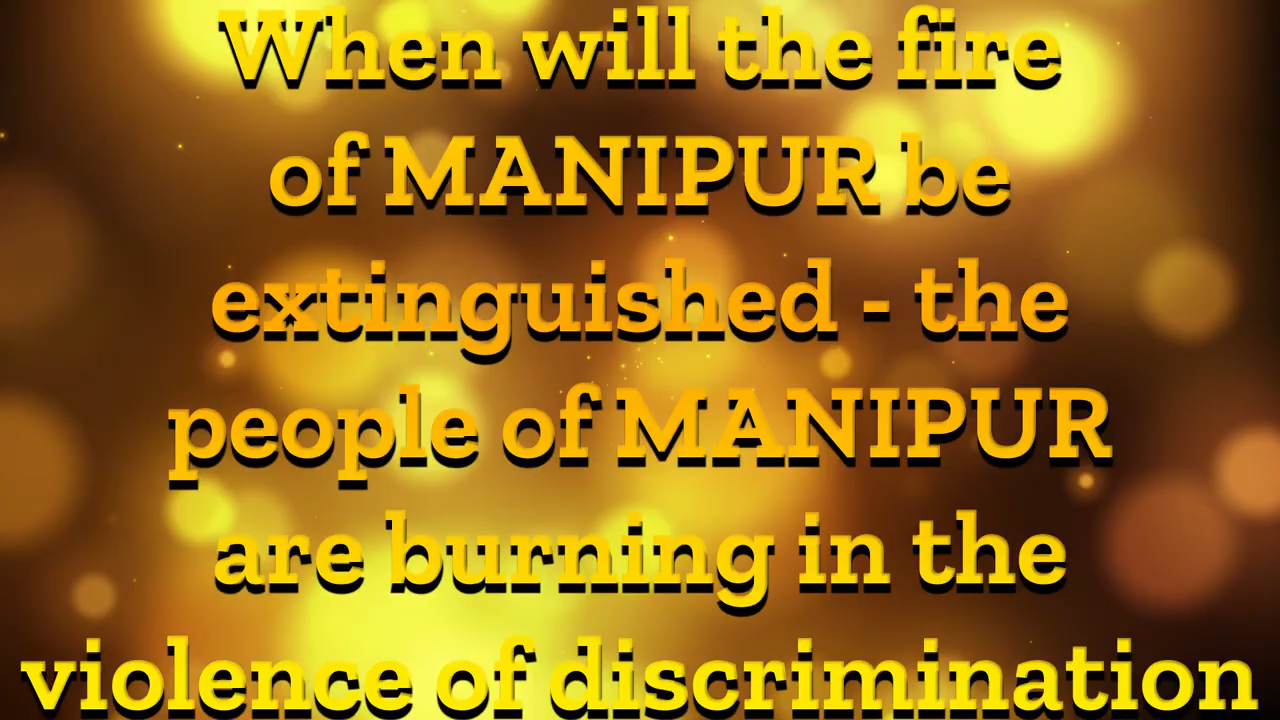 When will the fire
of MANIPUR be
extinguished - the
people of MANIPUR
are burning in the
violence of discrimination